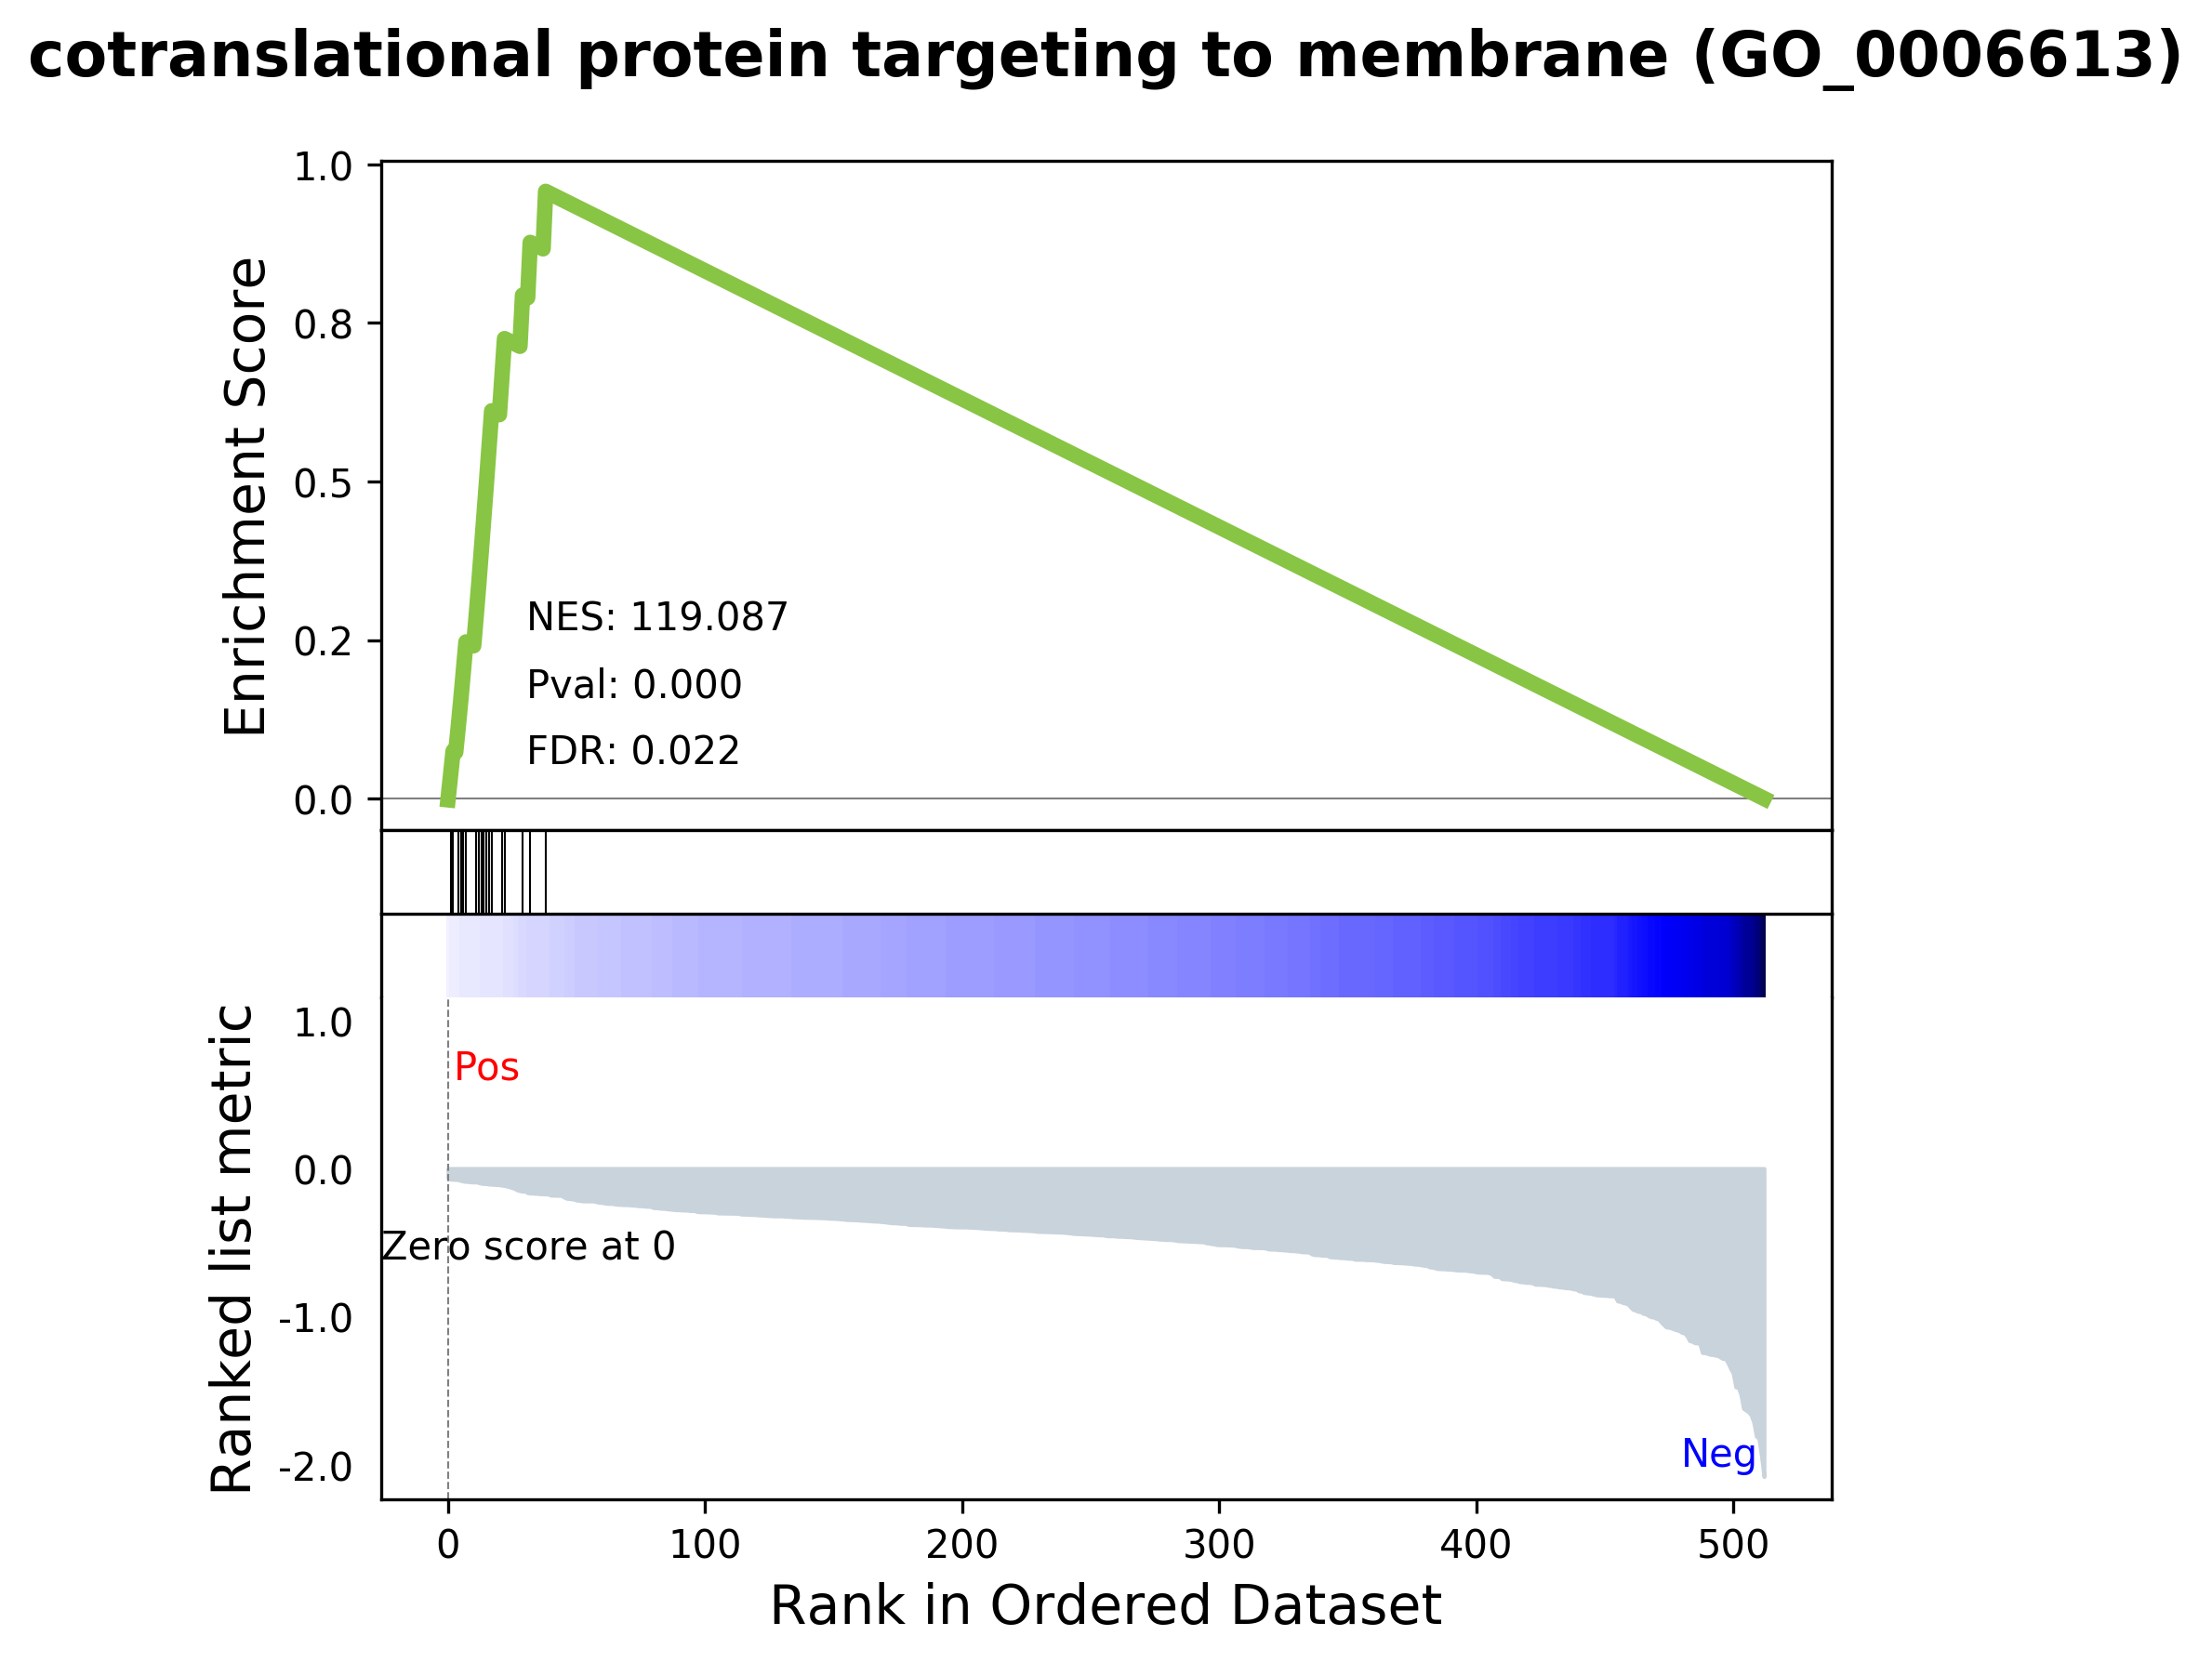 cotranslational protein targeting to membrane (GO_0006613)
Enrichment Score
1.0
0.8
0.5
0.2
0.0
NES: 119.087
Pval: 0.000
FDR: 0.022
Ranked list metric
1.0
0.0
-1.0
-2.0
Pos
Zero score at 0
Neg
0 100 200 300 400 500
Rank in Ordered Dataset